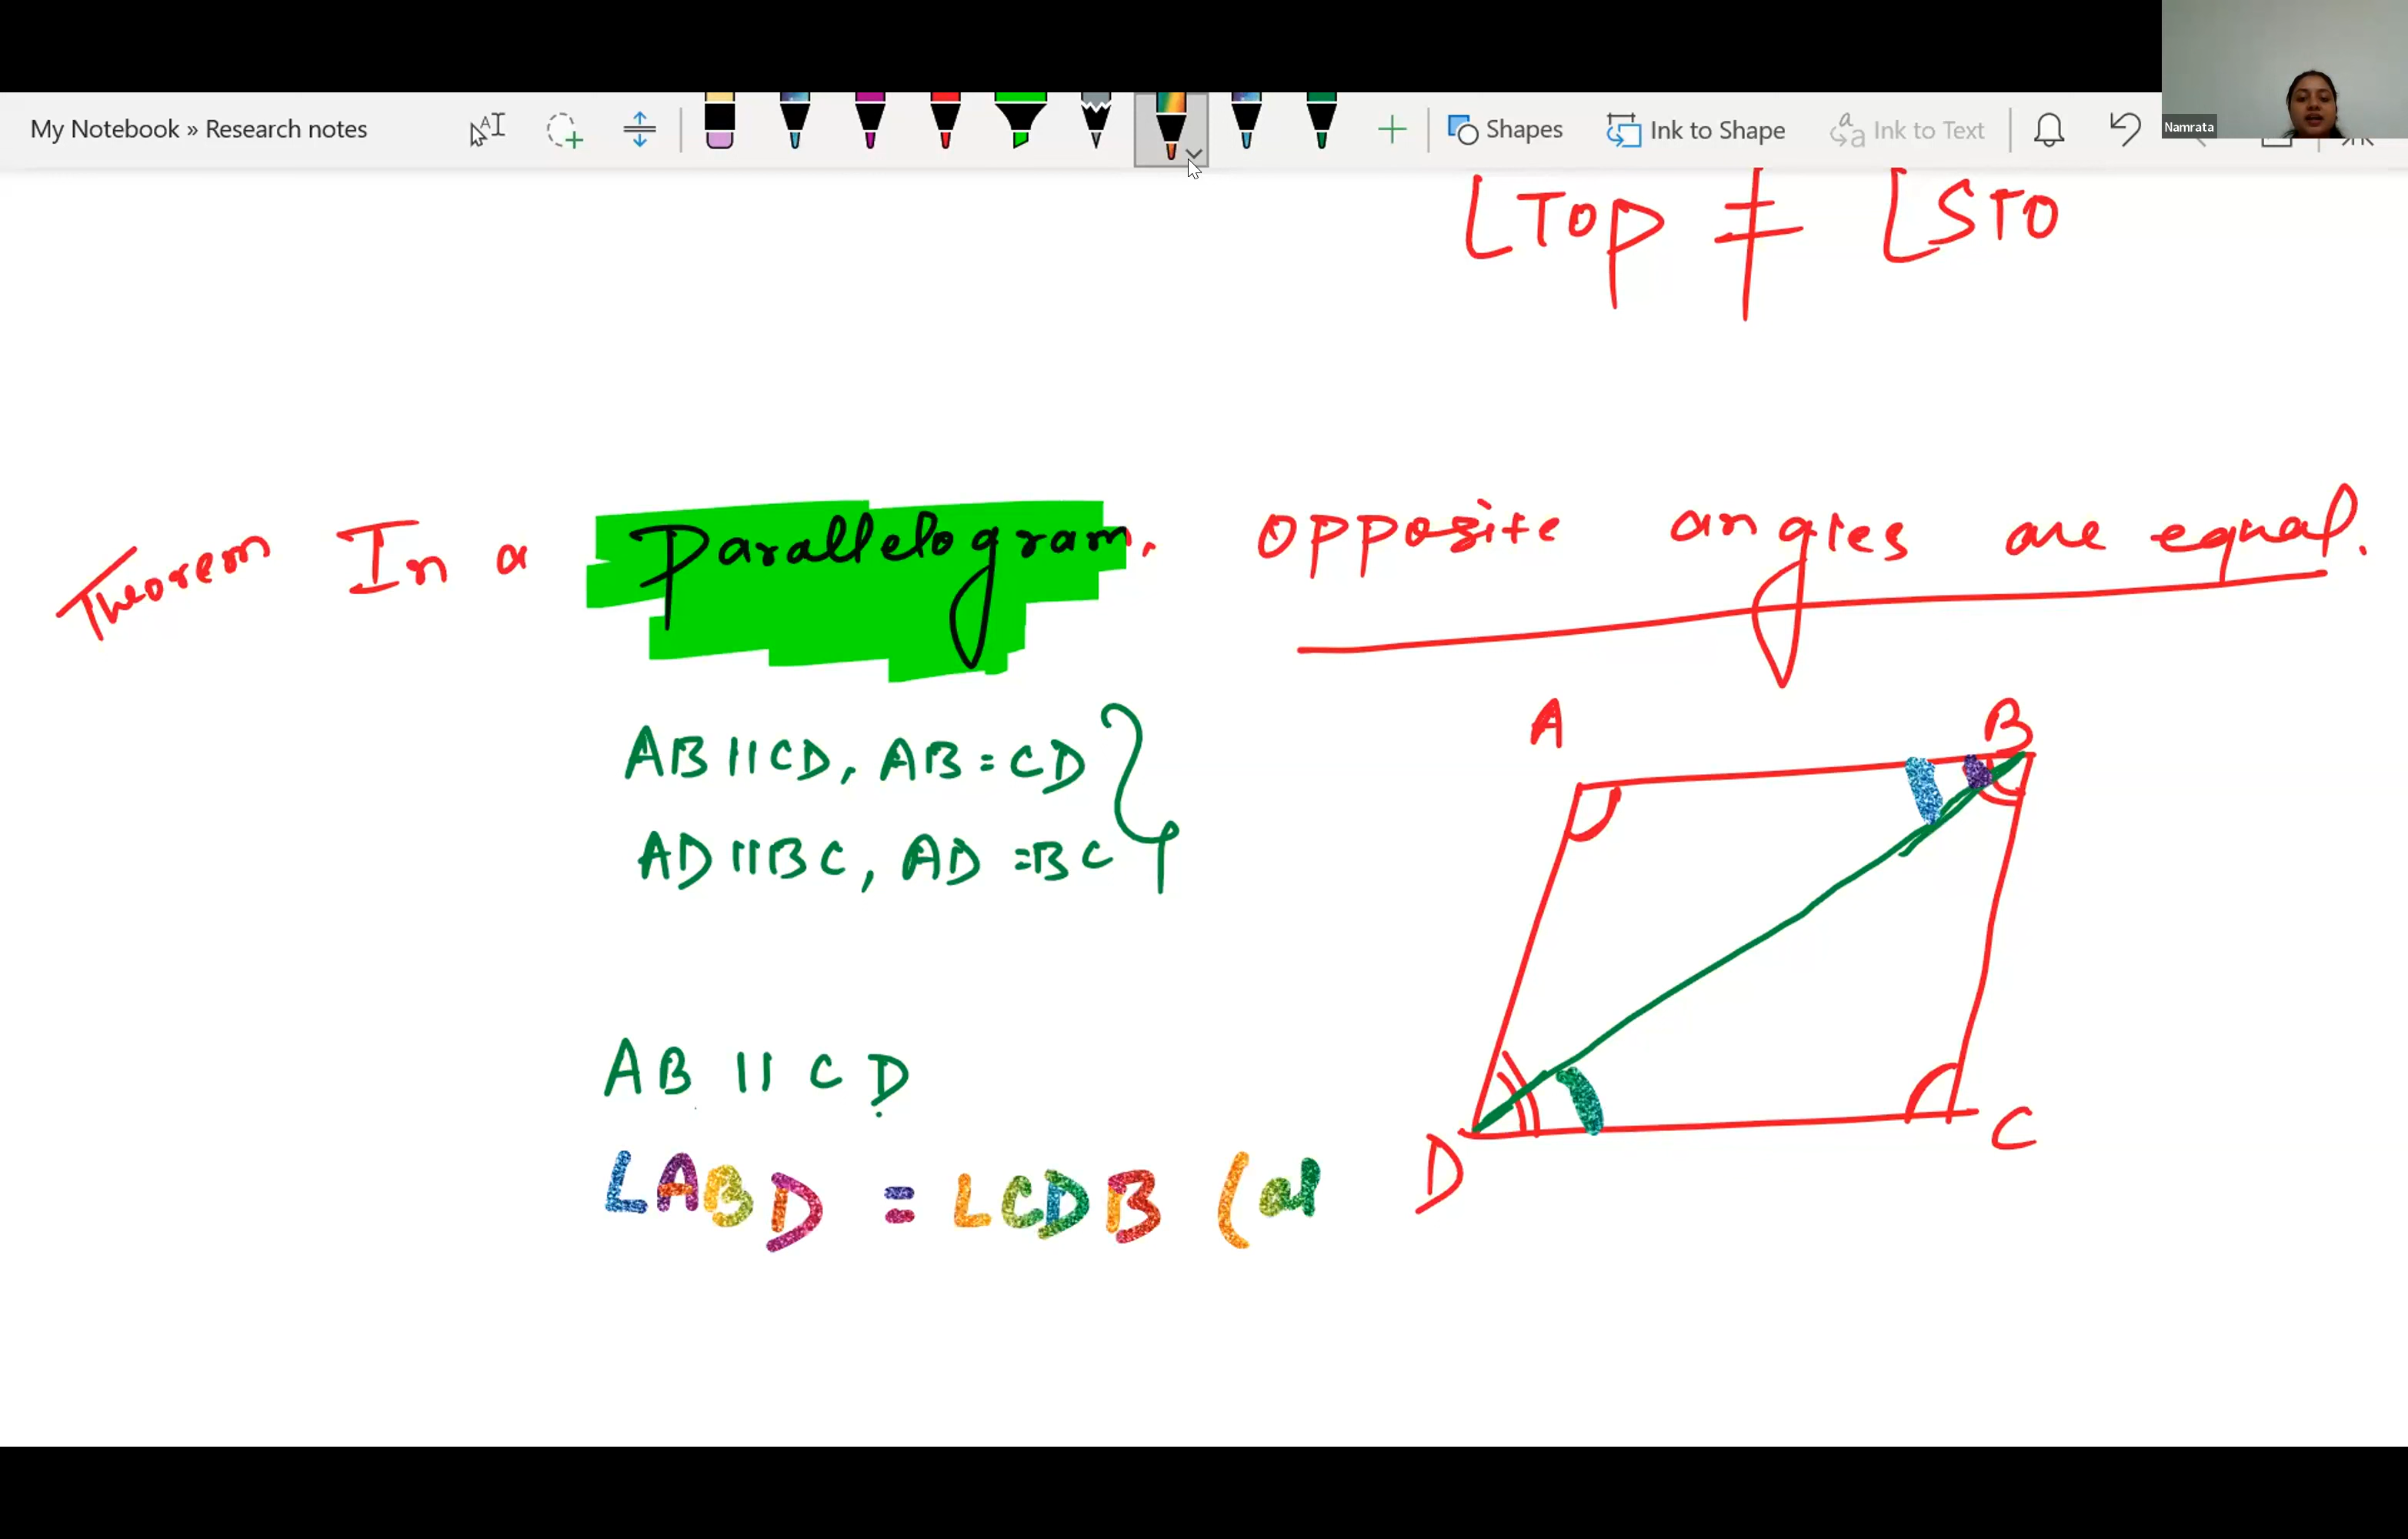 Namrata
My Notebook » Research notes
Shapes
Ink to Shape
Ink to Text
∠TOP ≠ ∠STO
Theorem In a Parallelogram, opposite angles are equal.
AB || CD, AB = CD
AD || BC, AD = BC
A
B
AB || CD
D
C
∠ABD = ∠CDB (al